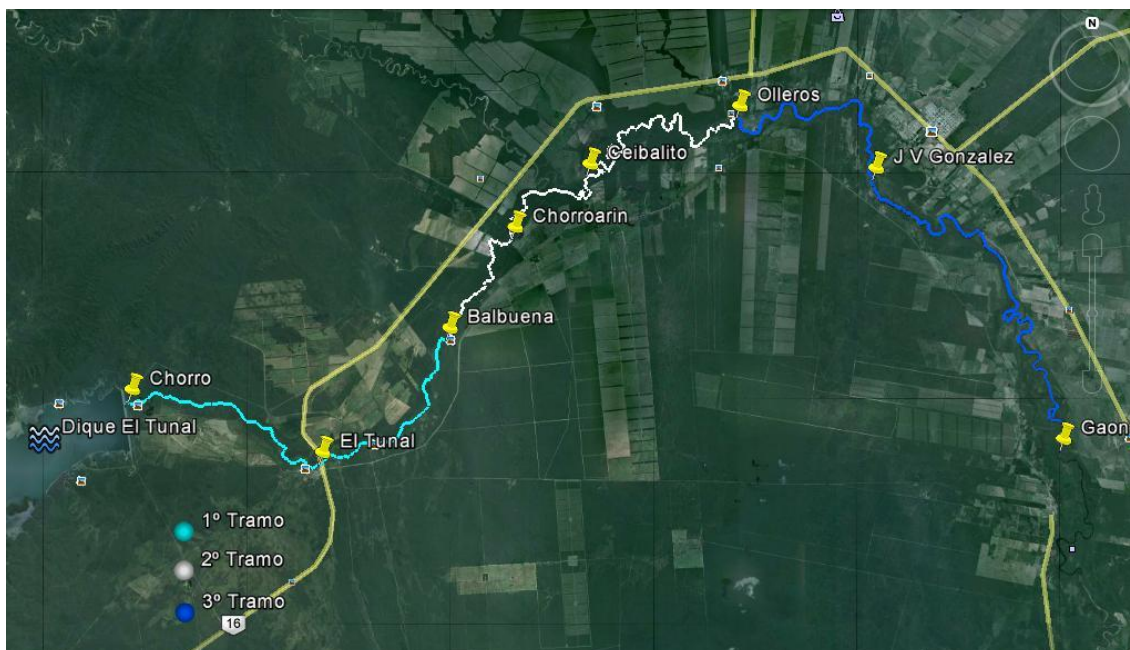 N
Olleros
Ceibalito
J V Gonzalez
Chorroarin
Balbuena
Chorro
Dique El Tunal
El Tunal
Gaon
1º Tramo
2º Tramo
3º Tramo
16